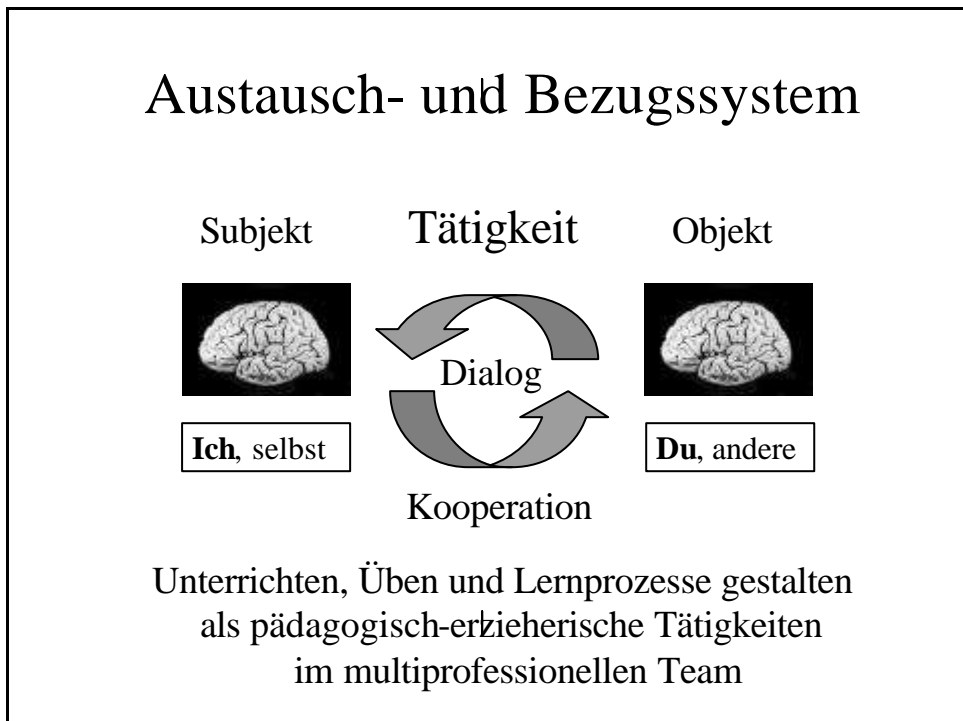 Austausch- und Bezugssystem
Subjekt Tätigkeit Objekt
Dialog
Ich, selbst Du, andere
Kooperation
Unterrichten, Üben und Lernprozesse gestalten
als pädagogisch-erzieherische Tätigkeiten
im multiprofessionellen Team